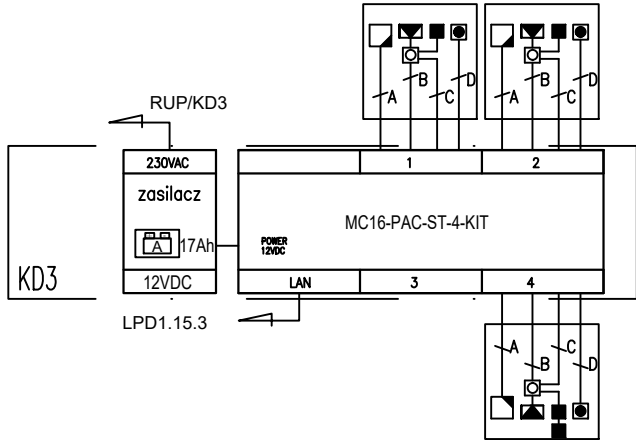 A B C D
A B C D
RUP/KD3
230VAC
zasilacz
A 17Ah
12VDC
KD3
1 2
MC16-PAC-ST-4-KIT
POWER
12VDC
LAN 3 4
LPD1.15.3
A B C D